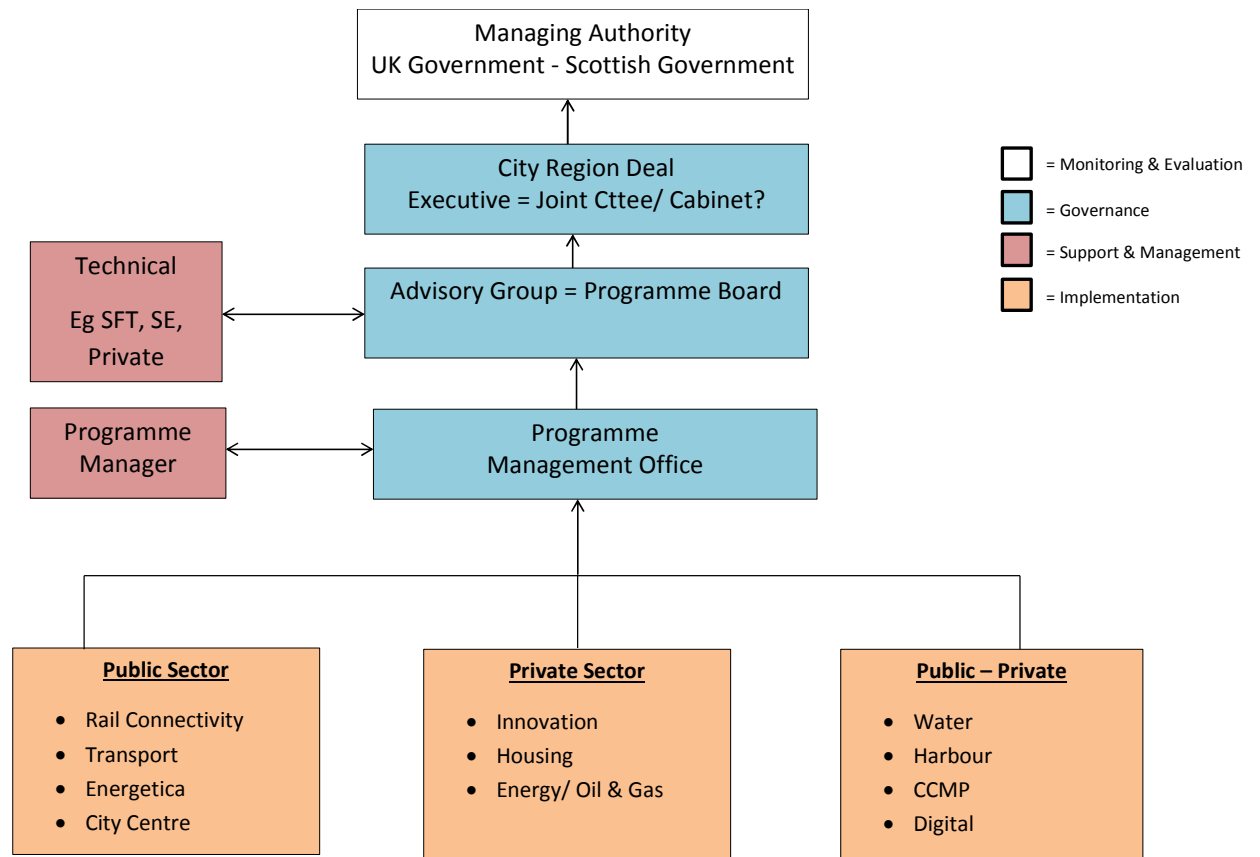 Managing Authority
UK Government - Scottish Government
City Region Deal
Executive = Joint Cttee/ Cabinet?
= Monitoring & Evaluation
= Governance
= Support & Management
= Implementation
Technical
Eg SFT, SE,
Private
Advisory Group = Programme Board
Programme
Manager
Programme
Management Office
Public Sector
• Rail Connectivity
• Transport
• Energetica
• City Centre
Private Sector
• Innovation
• Housing
• Energy/ Oil & Gas
Public – Private
• Water
• Harbour
• CCMP
• Digital